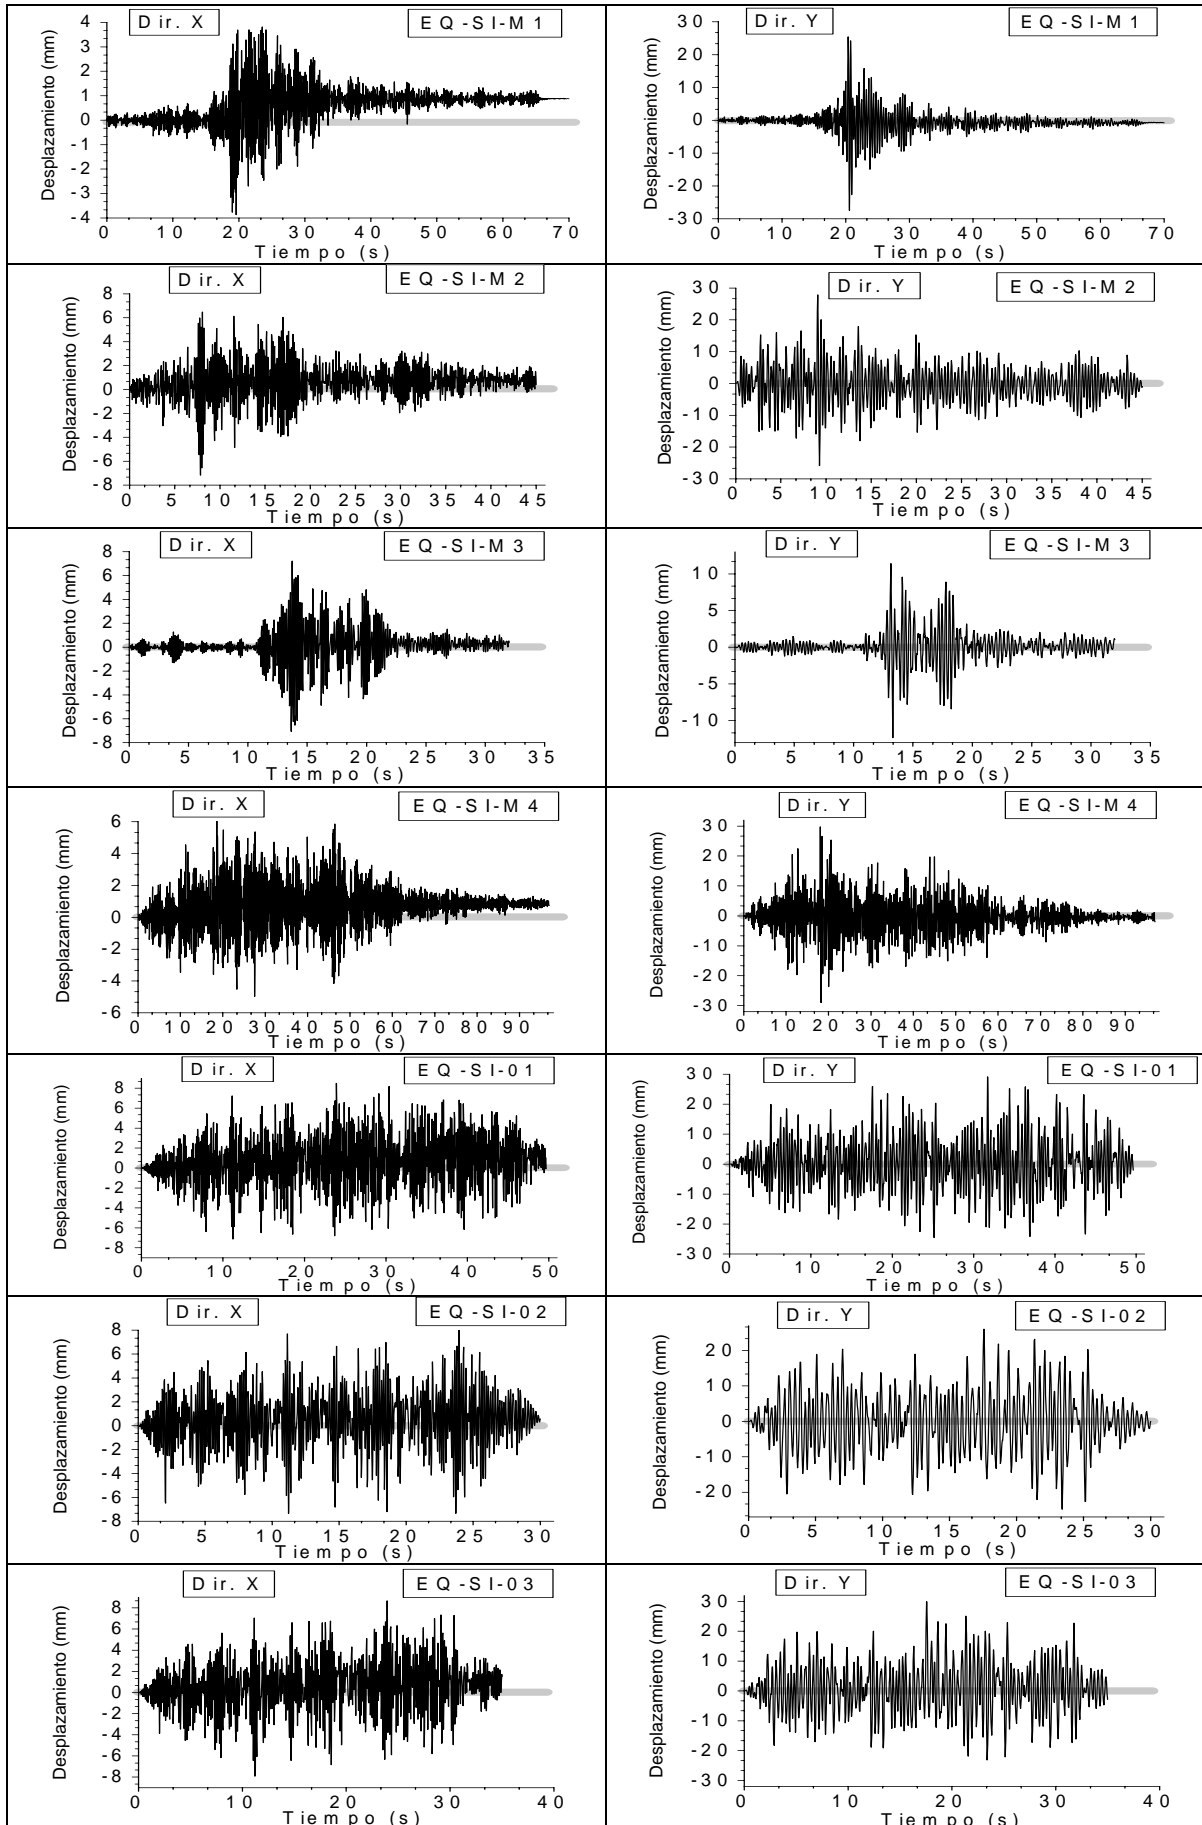 Dir. X
EQ-SI-M1
Desplazamiento (mm)
4
3
2
1
0
-1
-2
-3
-4
0 10 20 30 40 50 60 70
Tiempo (s)
Dir. Y
EQ-SI-M1
Desplazamiento (mm)
30
20
10
0
-10
-20
-30
0 10 20 30 40 50 60 70
Tiempo (s)
Dir. X
EQ-SI-M2
Desplazamiento (mm)
8
6
4
2
0
-2
-4
-6
-8
0 5 10 15 20 25 30 35 40 45
Tiempo (s)
Dir. Y
EQ-SI-M2
Desplazamiento (mm)
30
20
10
0
-10
-20
-30
0 5 10 15 20 25 30 35 40 45
Tiempo (s)
Dir. X
EQ-SI-M3
Desplazamiento (mm)
8
6
4
2
0
-2
-4
-6
-8
0 5 10 15 20 25 30 35
Tiempo (s)
Dir. Y
EQ-SI-M3
Desplazamiento (mm)
10
5
0
-5
-10
0 5 10 15 20 25 30 35
Tiempo (s)
Dir. X
EQ-SI-M4
Desplazamiento (mm)
6
4
2
0
-2
-4
-6
0 10 20 30 40 50 60 70 80 90
Tiempo (s)
Dir. Y
EQ-SI-M4
Desplazamiento (mm)
30
20
10
0
-10
-20
-30
0 10 20 30 40 50 60 70 80 90
Tiempo (s)
Dir. X
EQ-SI-01
Desplazamiento (mm)
8
6
4
2
0
-2
-4
-6
-8
0 10 20 30 40 50
Tiempo (s)
Dir. Y
EQ-SI-01
Desplazamiento (mm)
30
20
10
0
-10
-20
-30
0 10 20 30 40 50
Tiempo (s)
Dir. X
EQ-SI-02
Desplazamiento (mm)
8
6
4
2
0
-2
-4
-6
-8
0 5 10 15 20 25 30
Tiempo (s)
Dir. Y
EQ-SI-02
Desplazamiento (mm)
20
10
0
-10
-20
0 5 10 15 20 25 30
Tiempo (s)
Dir. X
EQ-SI-03
Desplazamiento (mm)
8
6
4
2
0
-2
-4
-6
-8
0 10 20 30 40
Tiempo (s)
Dir. Y
EQ-SI-03
Desplazamiento (mm)
30
20
10
0
-10
-20
-30
0 10 20 30 40
Tiempo (s)